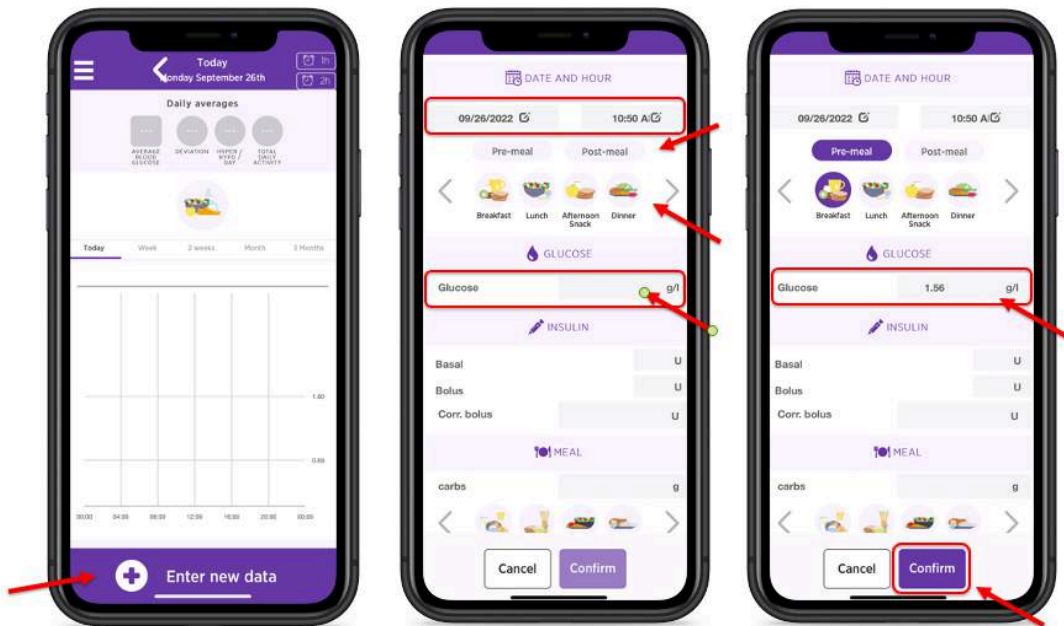 Today
Monday September 26th
1h
2h
Daily averages
AVERAGE BLOOD GLUCOSE
DEVIATION
HYPER / HYPO / DAY
TOTAL DAILY ACTIVITY
Today Week 2 weeks Month 3 Months
00:00 04:00 08:00 12:00 16:00 20:00 00:00
Enter new data
DATE AND HOUR
09/26/2022 10:50 A
Pre-meal Post-meal
Breakfast Lunch Afternoon Snack Dinner
GLUCOSE
Glucose g/l
INSULIN
Basal U
Bolus U
Corr. bolus U
MEAL
carbs g
Cancel Confirm
DATE AND HOUR
09/26/2022 10:50 A
Pre-meal Post-meal
Breakfast Lunch Afternoon Snack Dinner
GLUCOSE
Glucose 1.56 g/l
INSULIN
Basal U
Bolus U
Corr. bolus U
MEAL
carbs g
Cancel Confirm